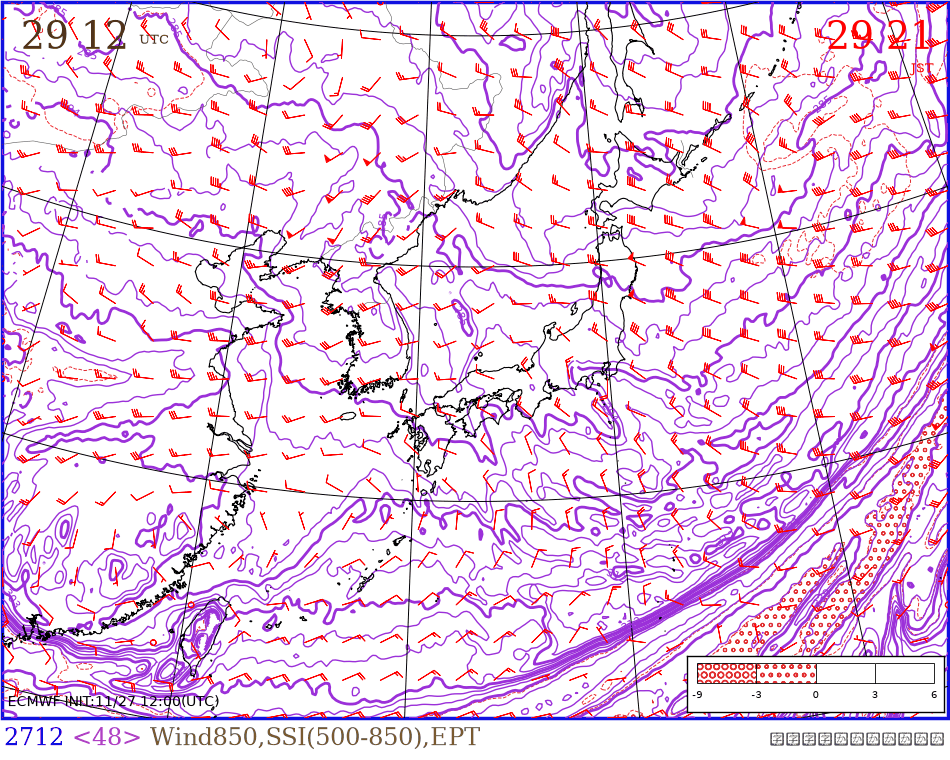 29 12 UTC
29 21
JST
ECMWF INIT:11/27 12:00(UTC)
-9 -3 0 3 6
2712 <48> Wind850,SSI(500-850),EPT